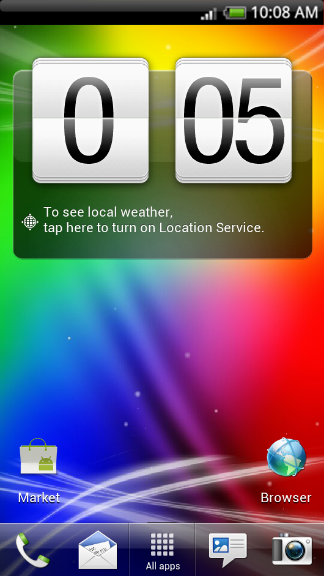 10:08 AM
0 05
To see local weather,
tap here to turn on Location Service.
Market
Browser
All apps